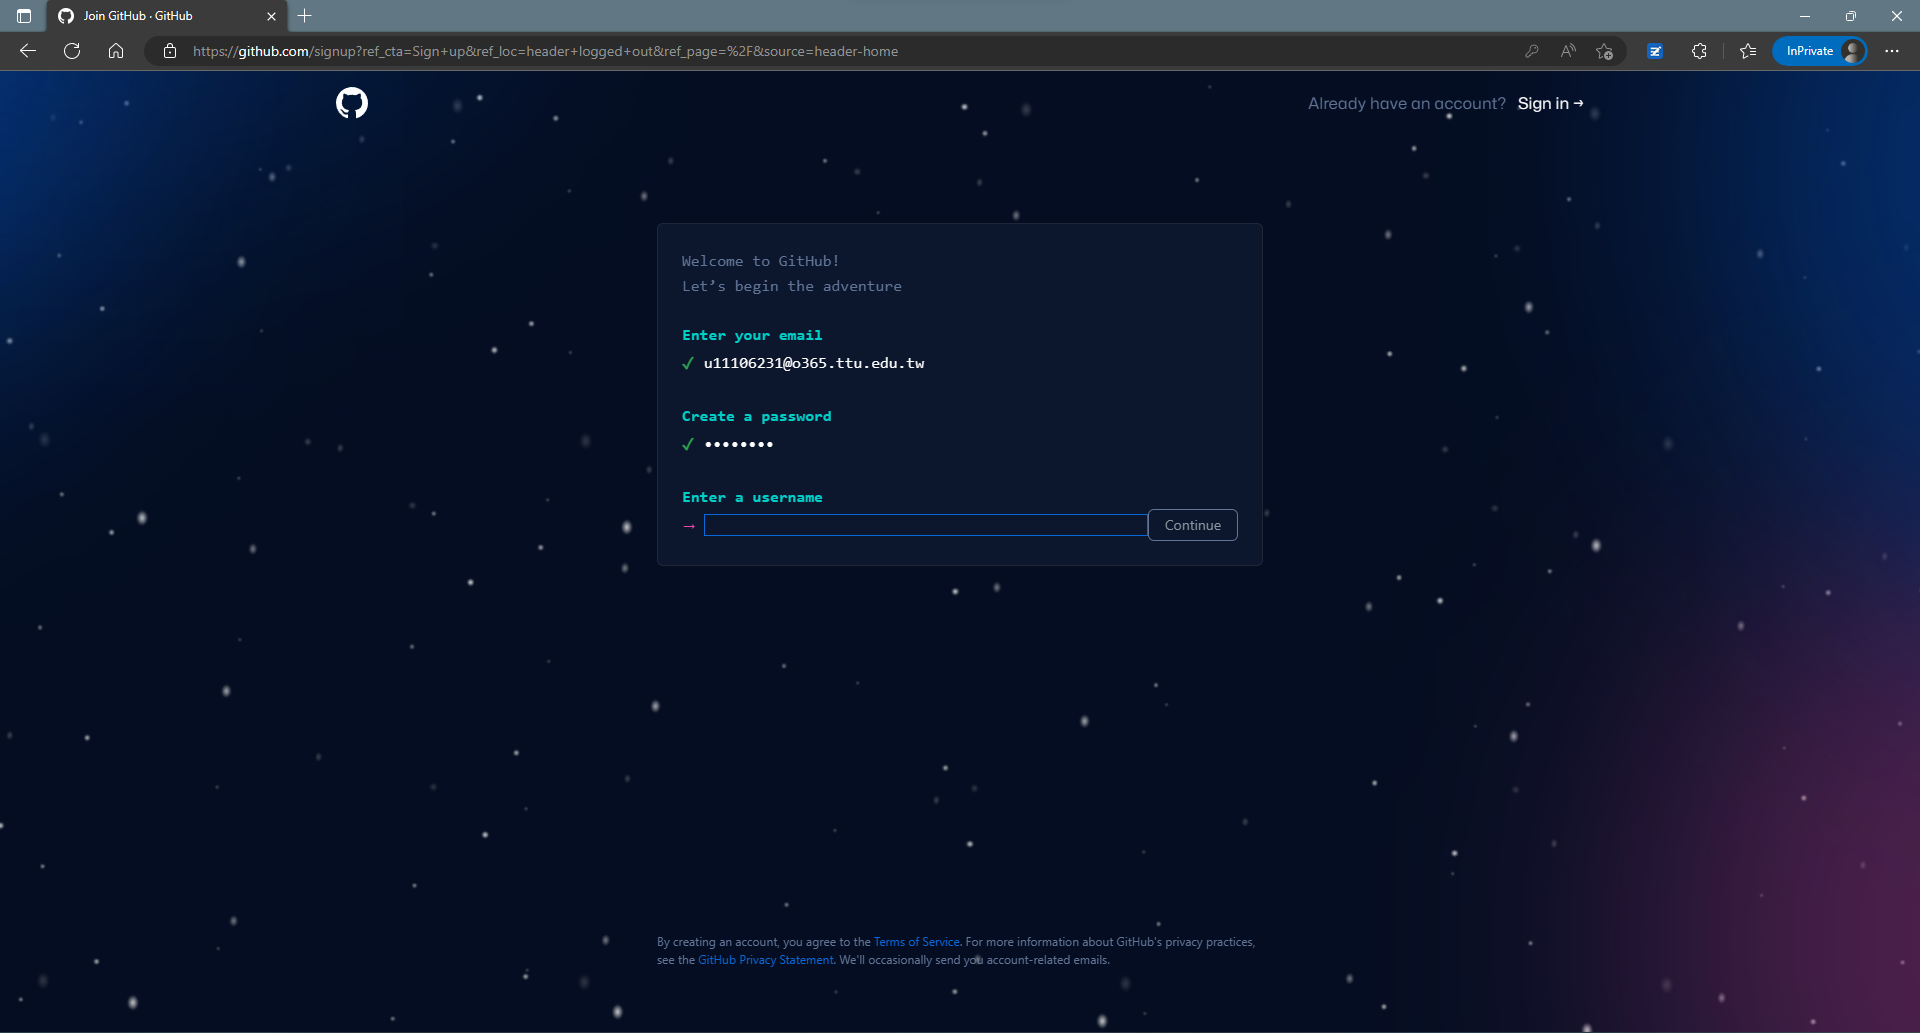 Join GitHub · GitHub
https://github.com/signup?ref_cta=Sign+up&ref_loc=header+logged+out&ref_page=%2F&source=header-home
InPrivate
Already have an account? Sign in →
Welcome to GitHub!
Let’s begin the adventure
Enter your email
✓ u11106231@o365.ttu.edu.tw
Create a password
✓ ••••••••
Enter a username
→
Continue
By creating an account, you agree to the Terms of Service. For more information about GitHub's privacy practices,
see the GitHub Privacy Statement. We'll occasionally send you account-related emails.